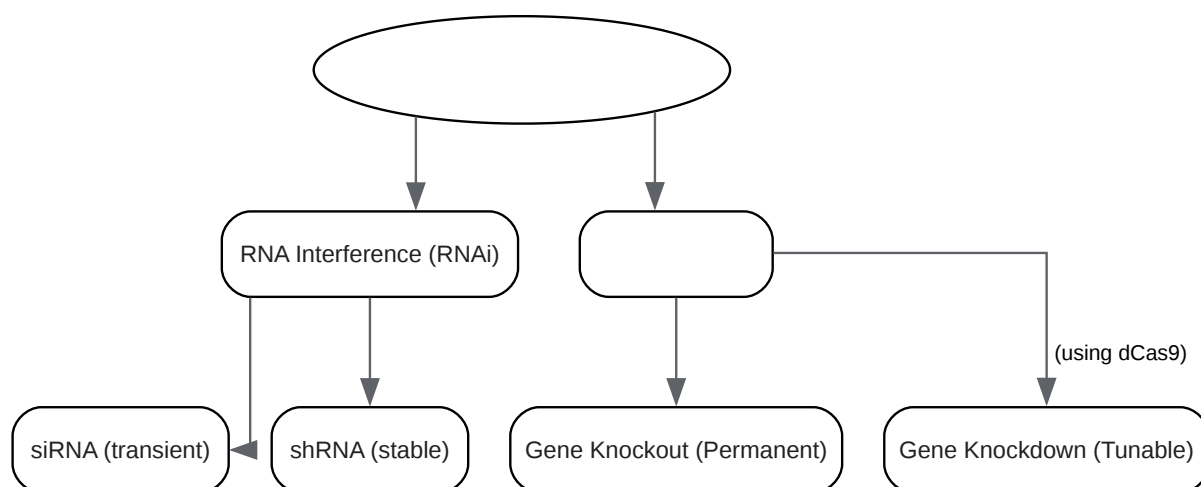 RNA Interference (RNAi)
(using dCas9)
siRNA (transient)
shRNA (stable)
Gene Knockout (Permanent)
Gene Knockdown (Tunable)